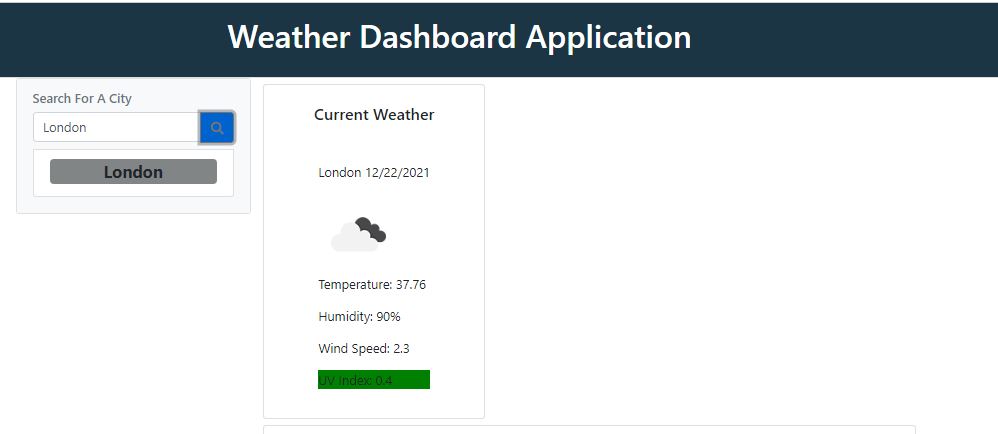 Weather Dashboard Application
Search For A City
London
London
Current Weather
London 12/22/2021
Temperature: 37.76
Humidity: 90%
Wind Speed: 2.3
UV Index: 0.4